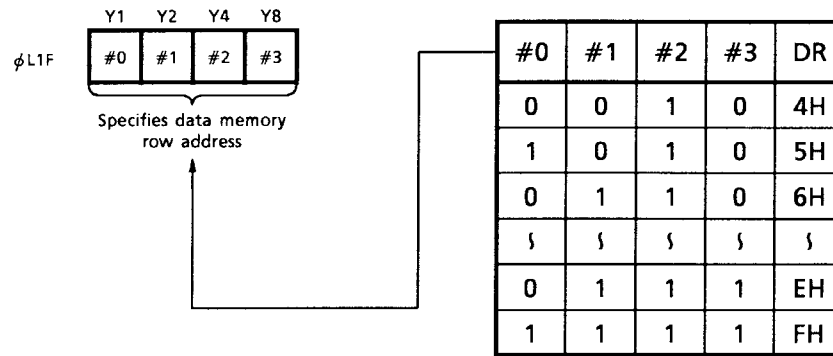 Y1 Y2 Y4 Y8
φL1F #0 #1 #2 #3
Specifies data memory
row address
#0 #1 #2 #3 DR
0 0 1 0 4H
1 0 1 0 5H
0 1 1 0 6H
⌇ ⌇ ⌇ ⌇ ⌇
0 1 1 1 EH
1 1 1 1 FH